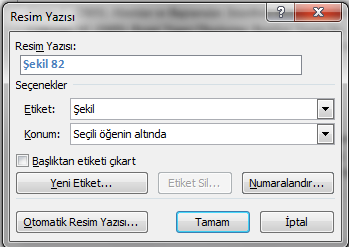 Resim Yazısı
Resim Yazısı:
Şekil 82
Seçenekler
Etiket: Şekil
Konum: Seçili öğenin altında
Başlıktan etiketi çıkart
Yeni Etiket... Etiket Sil... Numaralandır...
Otomatik Resim Yazısı... Tamam İptal